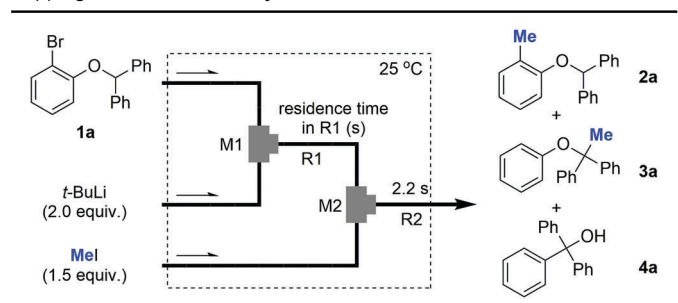 Br
O
Ph
Ph
1a
t-BuLi
(2.0 equiv.)
MeI
(1.5 equiv.)
25 °C
residence time
in R1 (s)
M1
R1
M2
2.2 s
R2
Me
O
Ph
Ph
2a
+
Me
O
Ph
Ph
3a
+
Ph
OH
Ph
4a